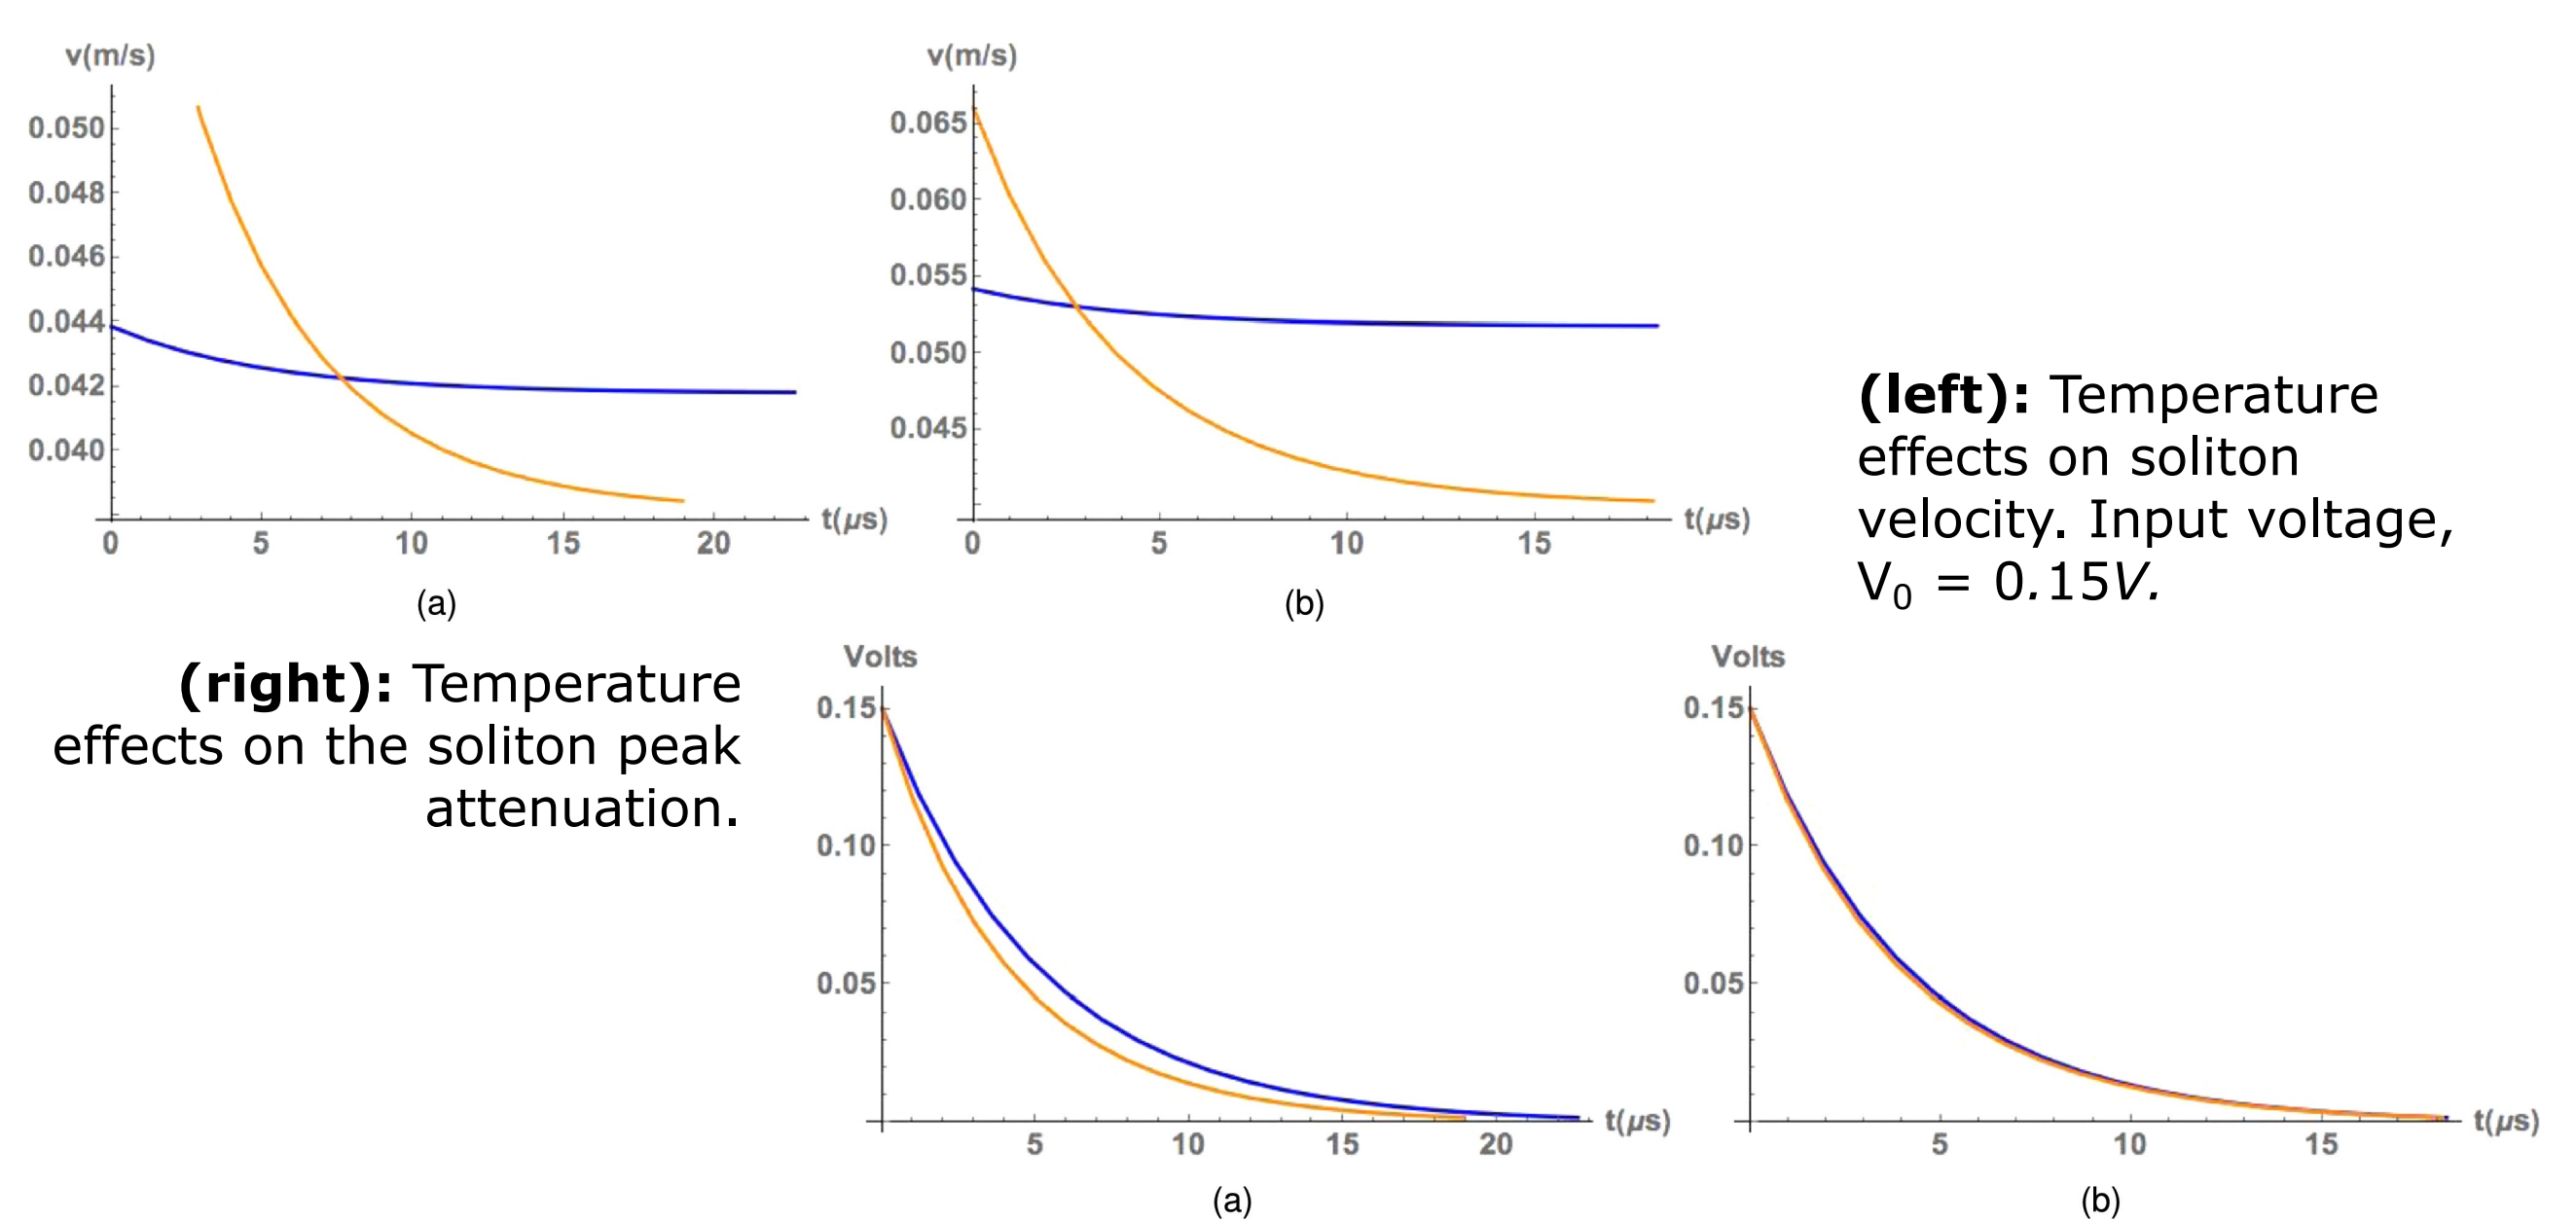 v(m/s)
0.050
0.048
0.046
0.044
0.042
0.040
0 5 10 15 20
t(μs)
(a)
v(m/s)
0.065
0.060
0.055
0.050
0.045
0 5 10 15
t(μs)
(b)
(left): Temperature
effects on soliton
velocity. Input voltage,
V₀ = 0.15V.
(right): Temperature
effects on the soliton peak
attenuation.
Volts
0.15
0.10
0.05
5 10 15 20
t(μs)
(a)
Volts
0.15
0.10
0.05
5 10 15
t(μs)
(b)